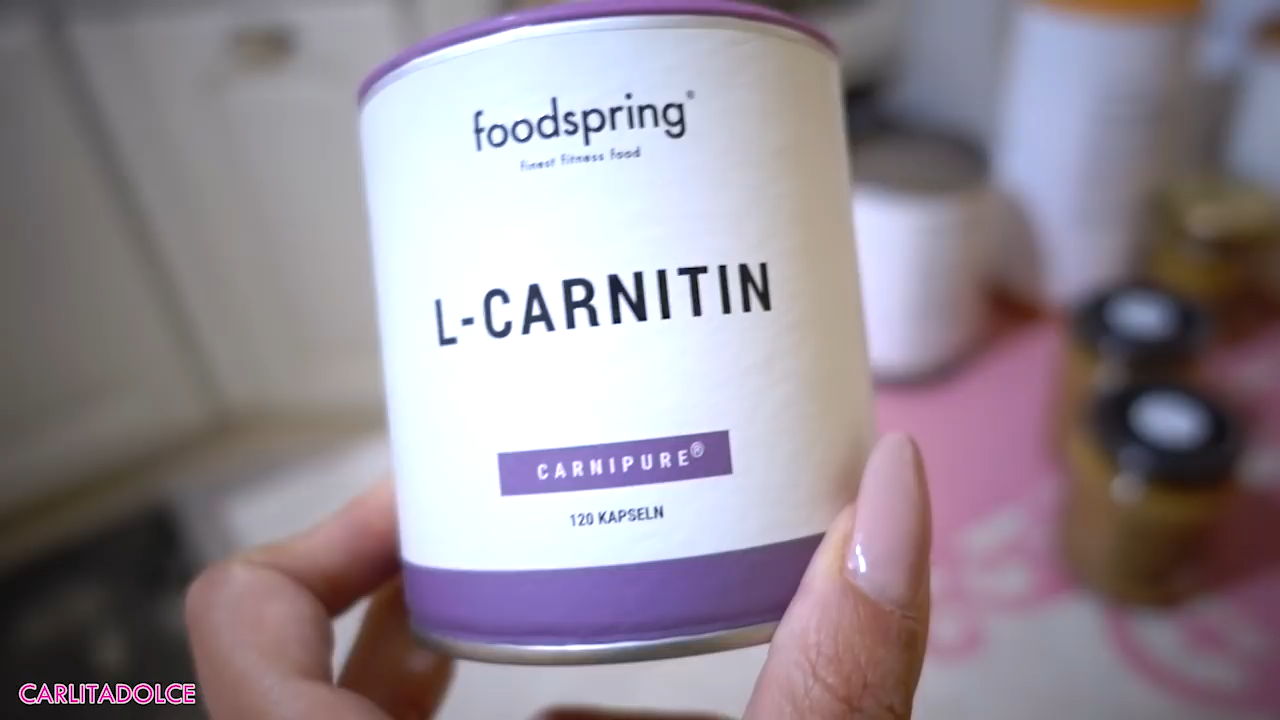 foodspring®
finest fitness food
L-CARNITIN
CARNIPURE®
120 KAPSELN
CARLITADOLCE